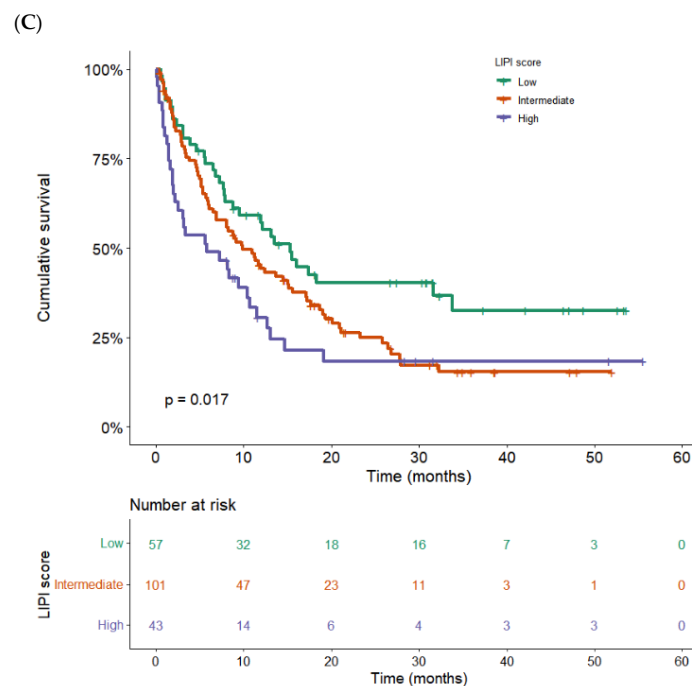 (C)
LIPI score
Low
Intermediate
High
100%
75%
50%
25%
0%
Cumulative survival
p = 0.017
0 10 20 30 40 50 60
Time (months)
Number at risk
LIPI score
Low 57 32 18 16 7 3 0
Intermediate 101 47 23 11 3 1 0
High 43 14 6 4 3 3 0
0 10 20 30 40 50 60
Time (months)